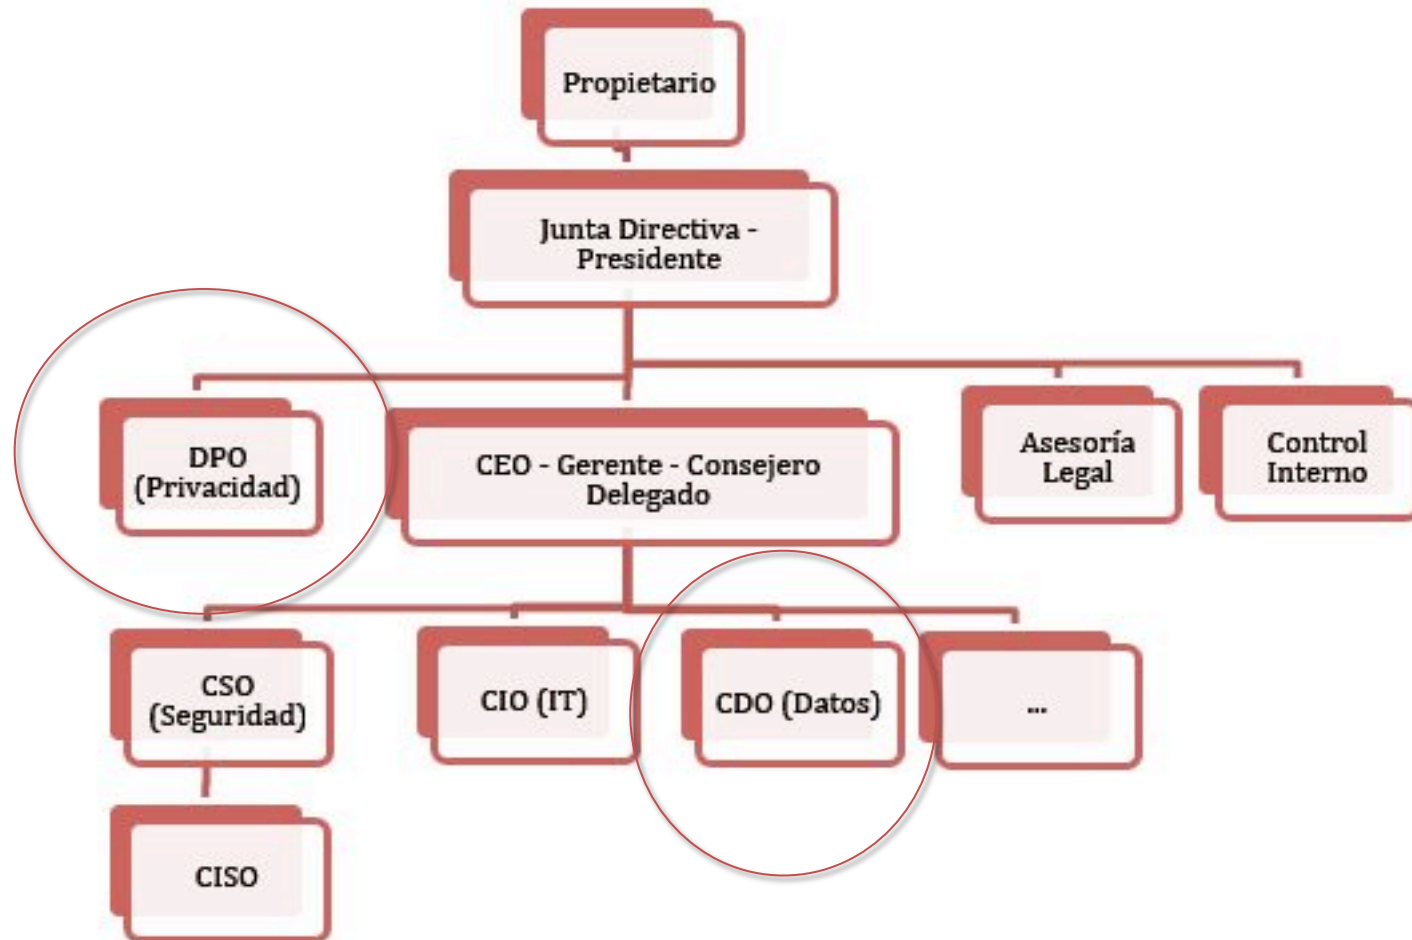 Propietario
Junta Directiva -
Presidente
DPO
(Privacidad)
CEO - Gerente - Consejero
Delegado
Asesoría
Legal
Control
Interno
CSO
(Seguridad)
CIO (IT)
CDO (Datos)
...
CISO